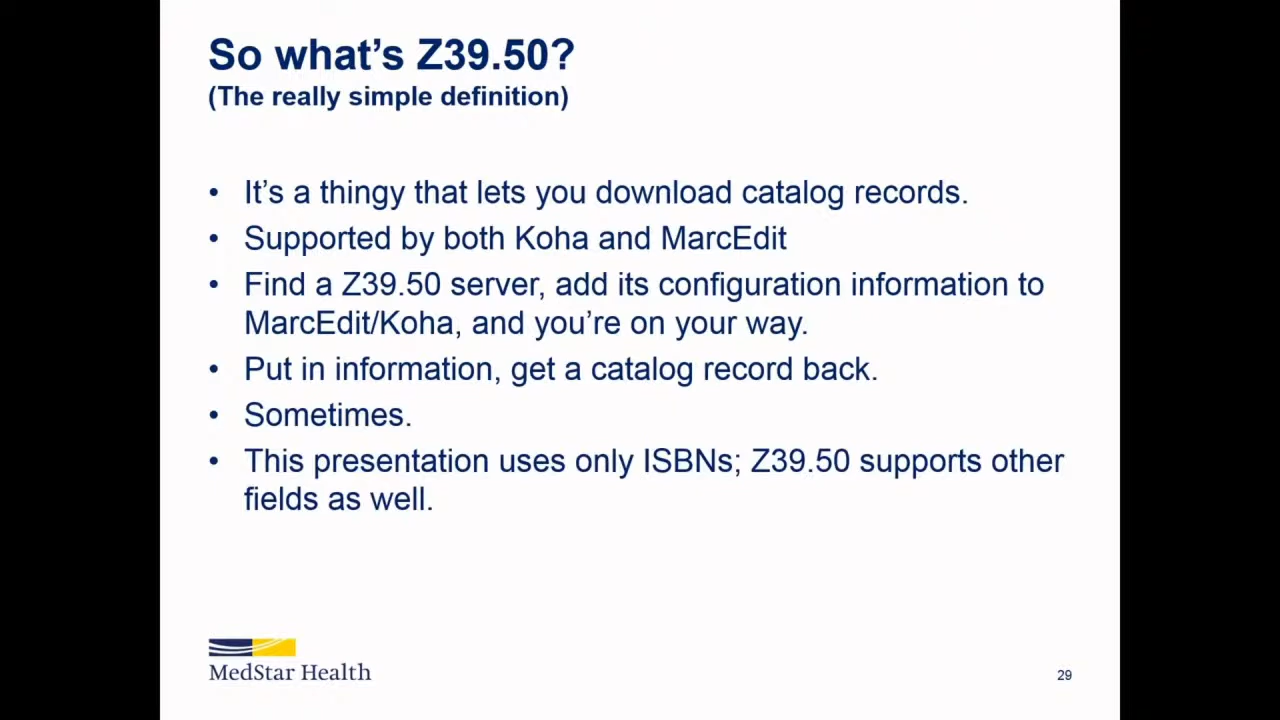 So what's Z39.50?
(The really simple definition)
• It's a thingy that lets you download catalog records.
• Supported by both Koha and MarcEdit
• Find a Z39.50 server, add its configuration information to
MarcEdit/Koha, and you're on your way.
• Put in information, get a catalog record back.
• Sometimes.
• This presentation uses only ISBNs; Z39.50 supports other
fields as well.
MedStar Health
29